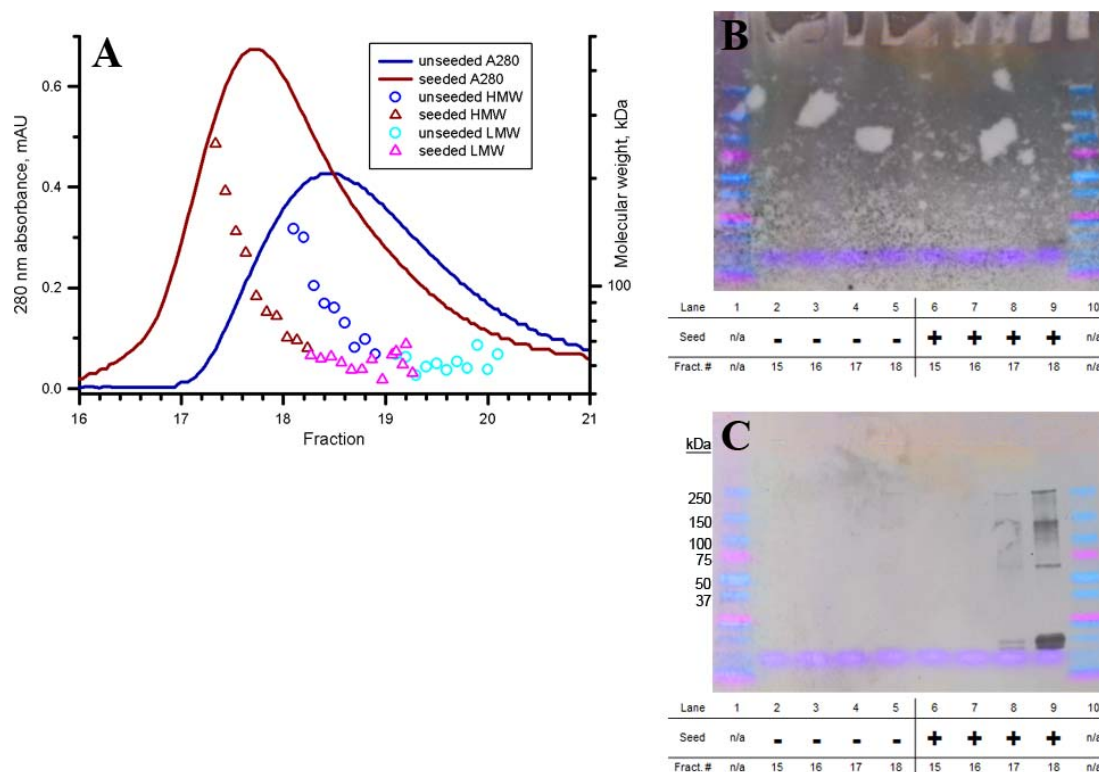 A
280 nm absorbance, mAU
0.6
0.4
0.2
0.0
16 17 18 19 20 21
Fraction
100
Molecular weight, kDa
unseeded A280
seeded A280
unseeded HMW
seeded HMW
unseeded LMW
seeded LMW
B
Lane 1 2 3 4 5 6 7 8 9 10
Seed n/a - - - - + + + + n/a
Fract. # n/a 15 16 17 18 15 16 17 18 n/a
C
kDa
250
150
100
75
50
37
Lane 1 2 3 4 5 6 7 8 9 10
Seed n/a - - - - + + + + n/a
Fract. # n/a 15 16 17 18 15 16 17 18 n/a